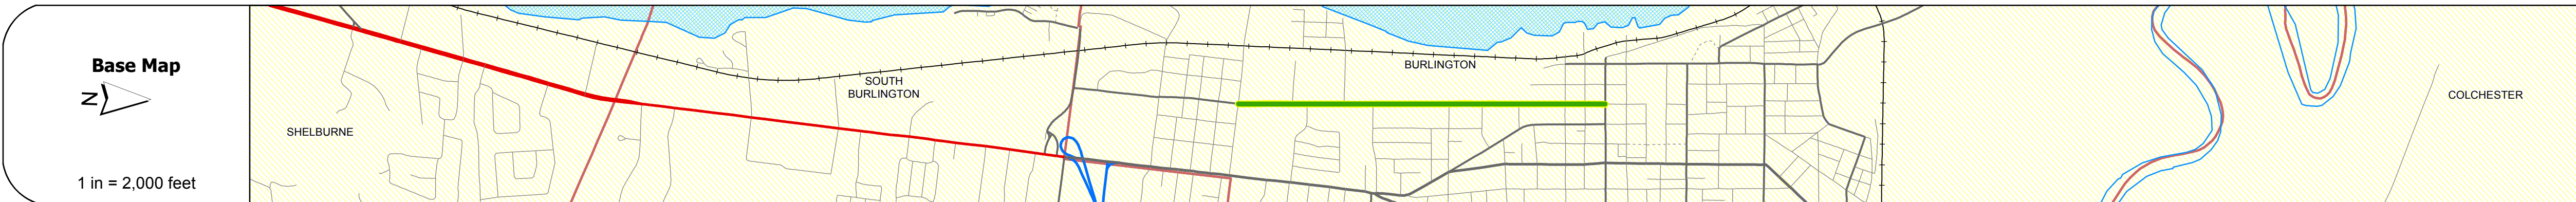 Base Map
N
1 in = 2,000 feet
SHELBURNE
SOUTH
BURLINGTON
BURLINGTON
COLCHESTER